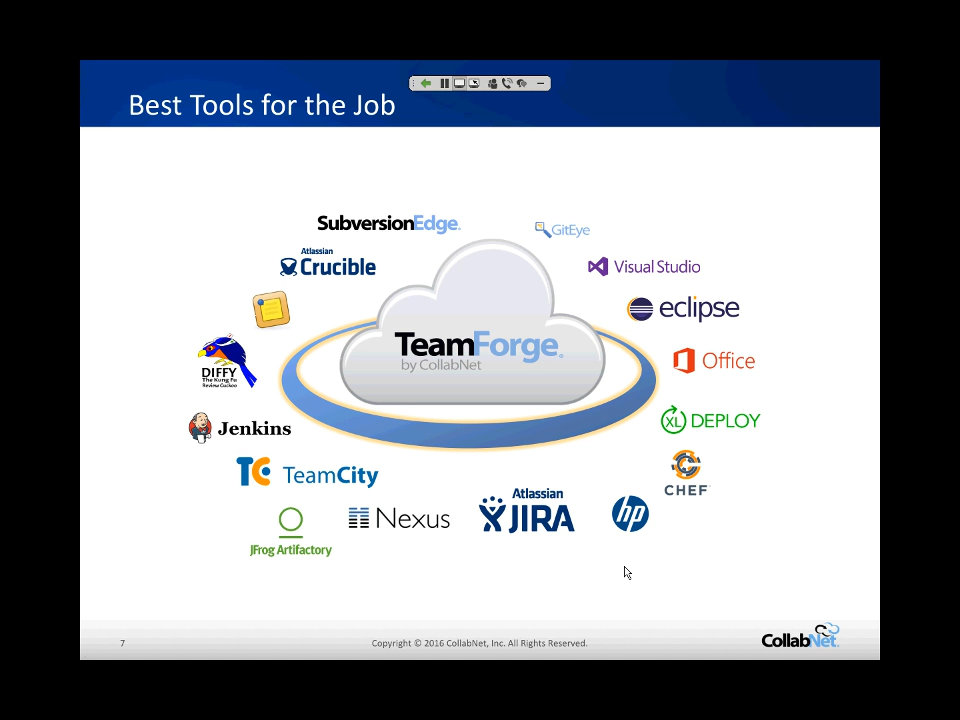 Best Tools for the Job
SubversionEdge.
GitEye
Atlassian
Crucible
Visual Studio
eclipse
TeamForge.
by CollabNet
Office
DIFFY
The Kung Fu
Review Cuckoo
XL DEPLOY
Jenkins
TC TeamCity
CHEF
Nexus
Atlassian
JIRA
hp
JFrog Artifactory
7
Copyright © 2016 CollabNet, Inc. All Rights Reserved.
CollabNet.